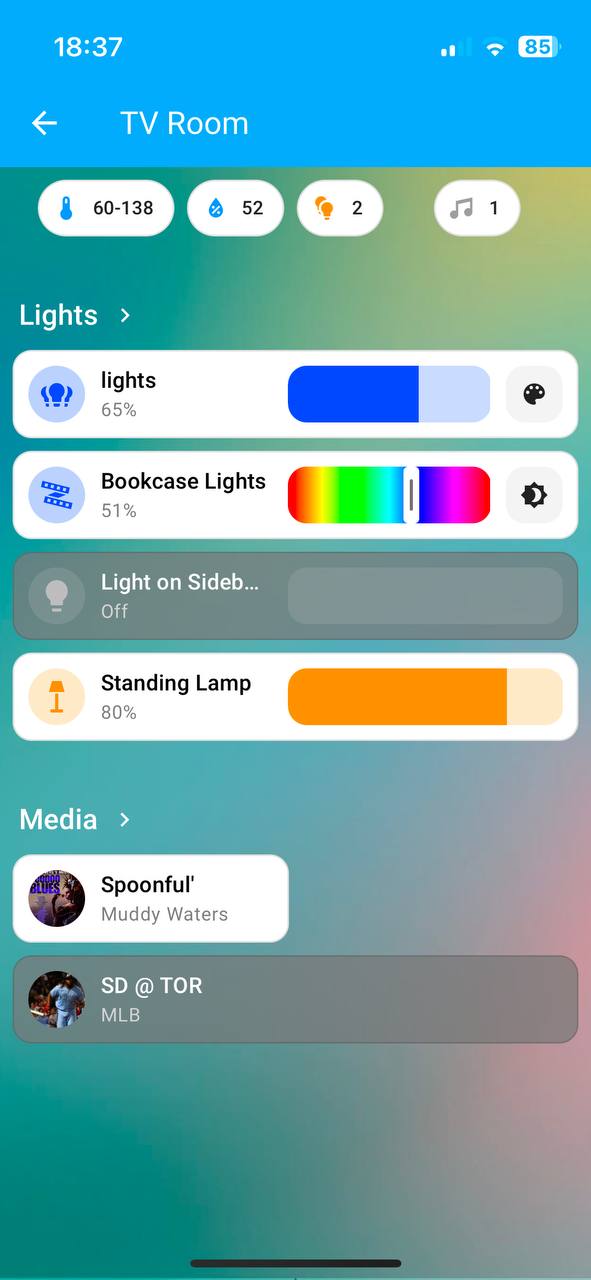 18:37
85
TV Room
60-138
52
2
1
Lights
lights
65%
Bookcase Lights
51%
Light on Sideb...
Off
Standing Lamp
80%
Media
BLUES
Spoonful'
Muddy Waters
SD @ TOR
MLB